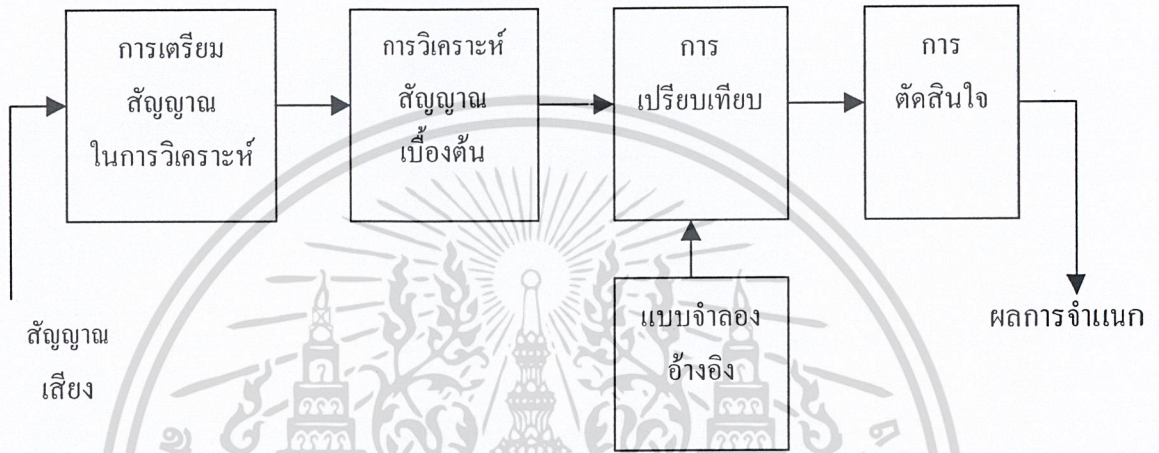 การเตรียม
สัญญาณ
ในการวิเคราะห์
การวิเคราะห์
สัญญาณ
เบื้องต้น
การ
เปรียบเทียบ
การ
ตัดสินใจ
สัญญาณ
เสียง
แบบจำลอง
อ้างอิง
ผลการจำแนก